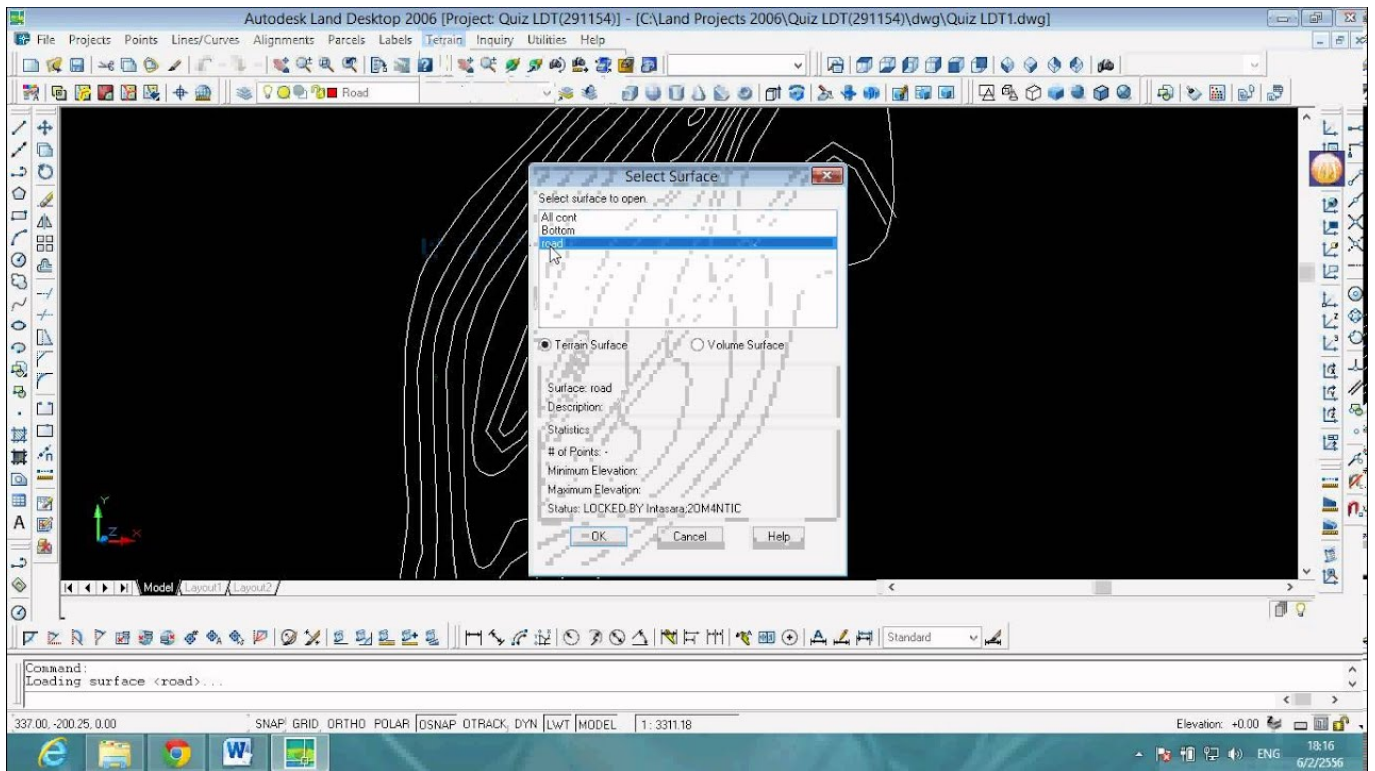 Autodesk Land Desktop 2006 [Project: Quiz LDT(291154)] - [C:\Land Projects 2006\Quiz LDT(291154)\dwg\Quiz LDT1.dwg]
File Projects Points Lines/Curves Alignments Parcels Labels Terrain Inquiry Utilities Help
Road
Select Surface
Select surface to open.
All cont
Bottom
road
Terrain Surface Volume Surface
Surface: road
Description:
Statistics
# of Points: -
Minimum Elevation:
Maximum Elevation:
Status: LOCKED BY Intasara;20M4NTIC
OK Cancel Help
Y
Z X
Model Layout1 Layout2
Standard
Command:
Loading surface <road>...
337.00, -200.25, 0.00 SNAP GRID ORTHO POLAR OSNAP OTRACK DYN LWT MODEL 1: 3311.18 Elevation: +0.00
ENG 18:16
6/2/2556